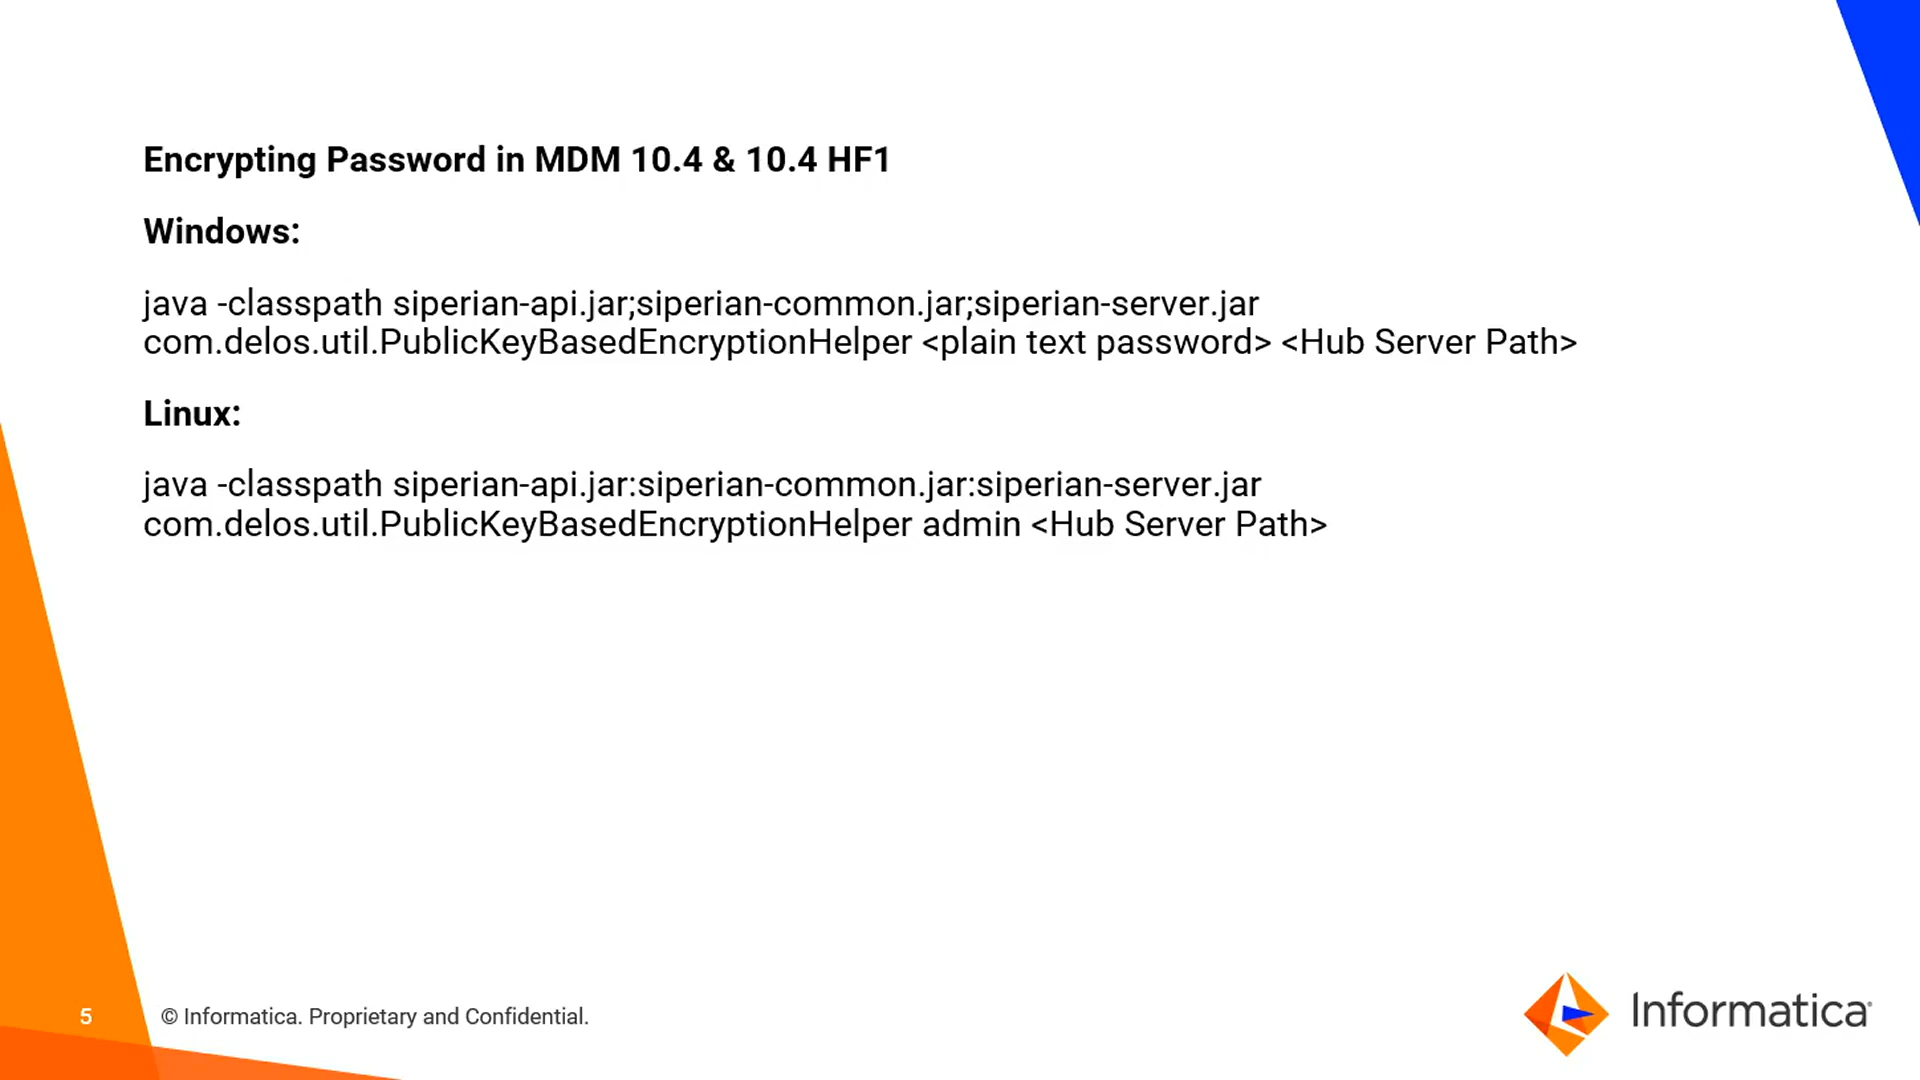 Encrypting Password in MDM 10.4 & 10.4 HF1
Windows:
java -classpath siperian-api.jar;siperian-common.jar;siperian-server.jar
com.delos.util.PublicKeyBasedEncryptionHelper <plain text password> <Hub Server Path>
Linux:
java -classpath siperian-api.jar:siperian-common.jar:siperian-server.jar
com.delos.util.PublicKeyBasedEncryptionHelper admin <Hub Server Path>
5
© Informatica. Proprietary and Confidential.
Informatica